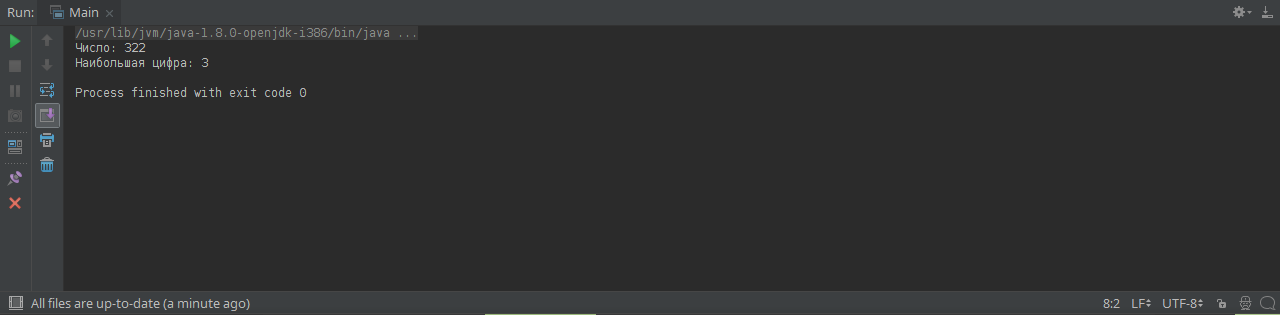 Run: Main
/usr/lib/jvm/java-1.8.0-openjdk-i386/bin/java ...
Число: 322
Наибольшая цифра: 3
Process finished with exit code 0
All files are up-to-date (a minute ago) 8:2 LF UTF-8